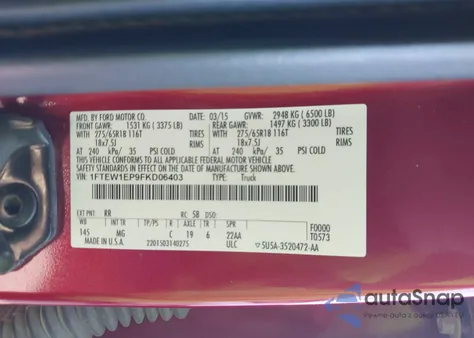 MFD. BY FORD MOTOR CO. 03/15 GVWR: 2948 KG ( 6500 LB)
FRONT GAWR: 1531 KG ( 3375 LB) REAR GAWR: 1497 KG ( 3300 LB)
WITH TIRES WITH TIRES
275/65R18 116T 275/65R18 116T
18x7.5J RIMS 18x7.5J RIMS
AT 240 kPa/ 35 PSI COLD AT 240 kPa/ 35 PSI COLD
THIS VEHICLE CONFORMS TO ALL APPLICABLE FEDERAL MOTOR VEHICLE
SAFETY STANDARDS IN EFFECT ON THE DATE OF MANUFACTURE SHOWN ABOVE.
VIN: 1FTEW1EP9FKD06403 TYPE: Truck
EXT PNT: RR RC: 58 DSO: F0000
WB INT TR TP/PS R AXLE TR SPR T0573
145 MG C 19 6 22AA
MADE IN U.S.A. 2201503140275 ULC 5U5A-3520472-AA
autoSnap